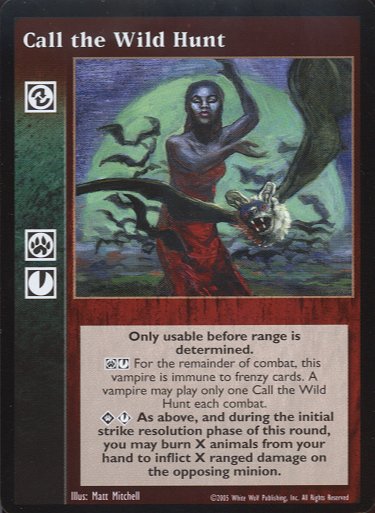 Call the Wild Hunt
Only usable before range is
determined.
For the remainder of combat, this
vampire is immune to frenzy cards. A
vampire may play only one Call the Wild
Hunt each combat.
As above, and during the initial
strike resolution phase of this round,
you may burn X animals from your
hand to inflict X ranged damage on
the opposing minion.
Illus: Matt Mitchell
©2005 White Wolf Publishing, Inc. All Rights Reserved